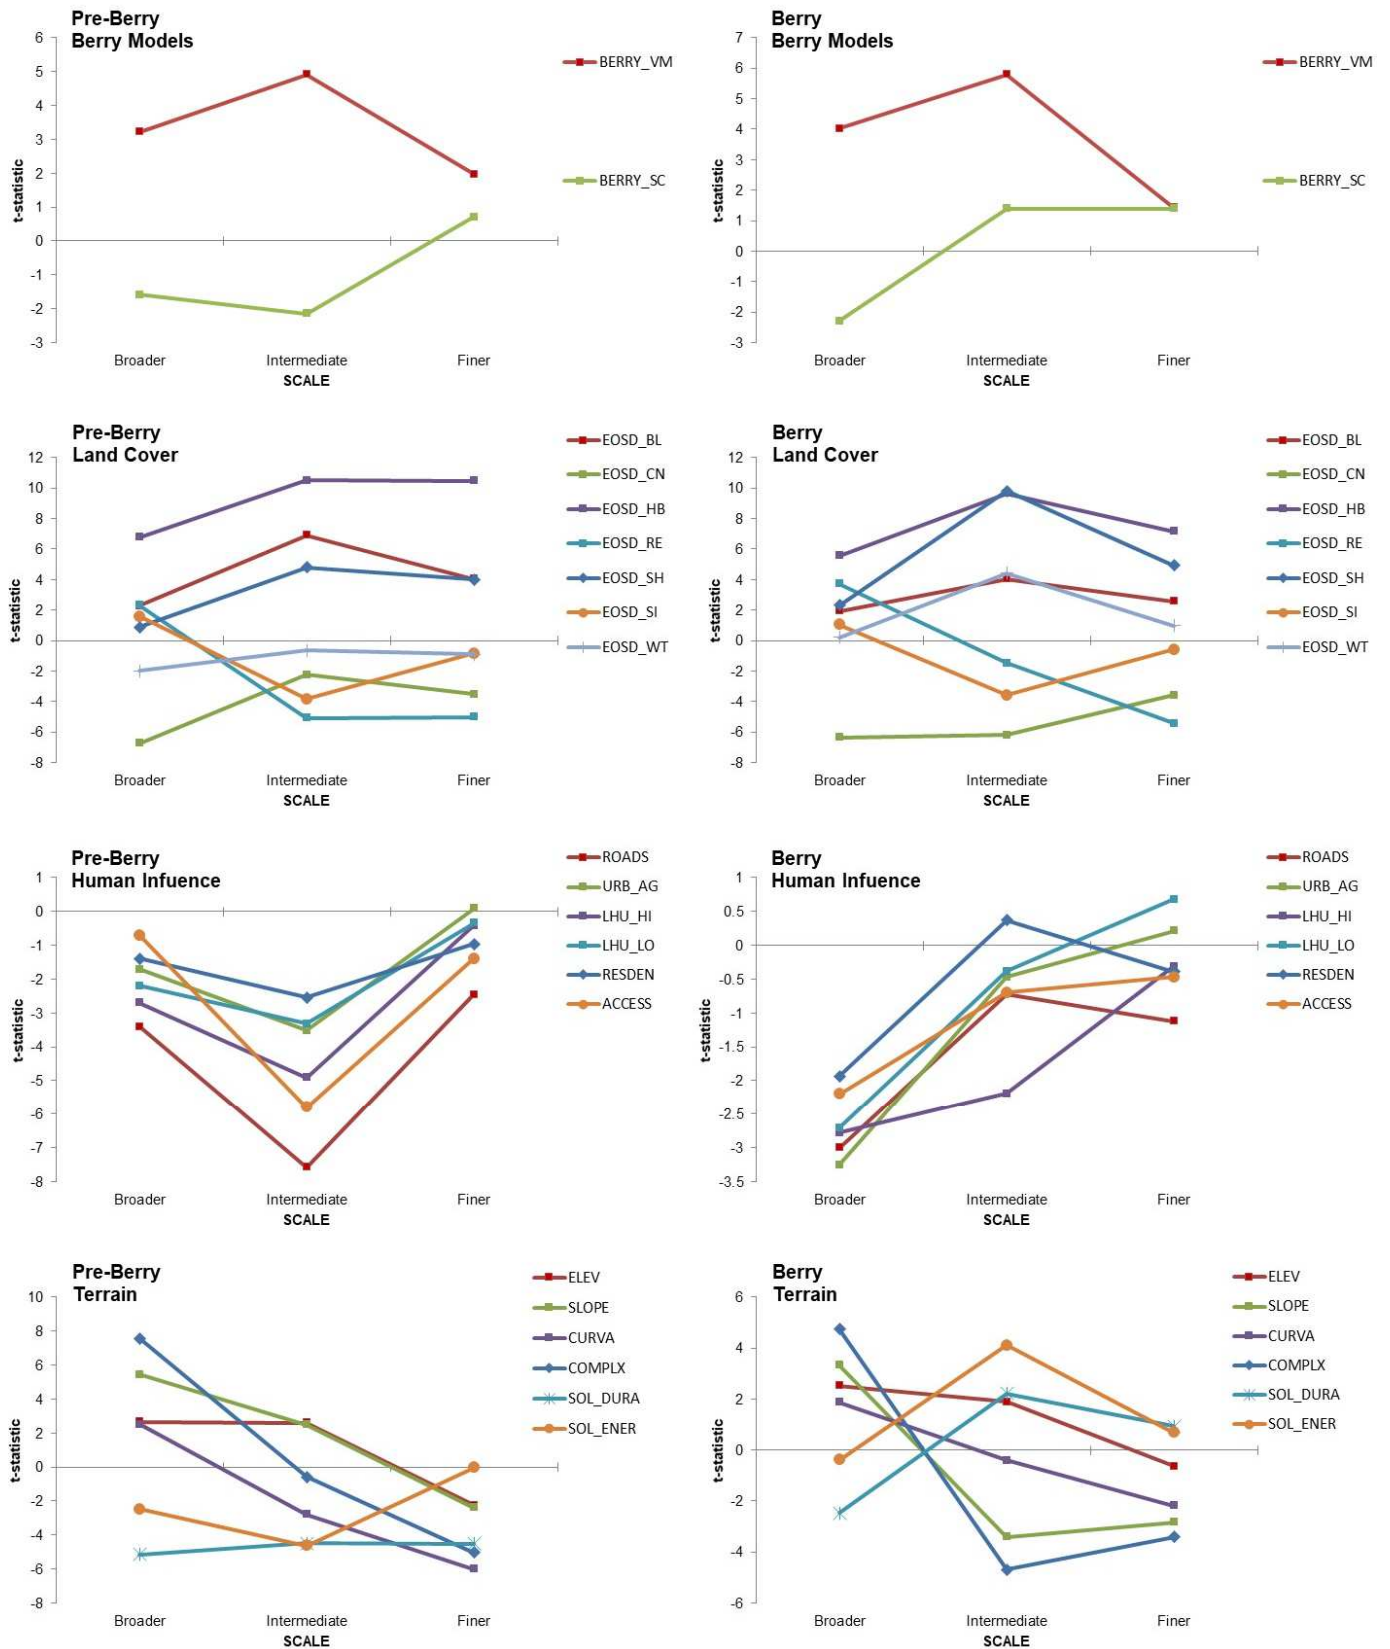 Pre-Berry
Berry Models
6
5
4
3
2
1
0
-1
-2
-3
t-statistic
Broader
Intermediate
Finer
SCALE
BERRY_VM
BERRY_SC
Berry
Berry Models
7
6
5
4
3
2
1
0
-1
-2
-3
t-statistic
Broader
Intermediate
Finer
SCALE
BERRY_VM
BERRY_SC
Pre-Berry
Land Cover
12
10
8
6
4
2
0
-2
-4
-6
-8
t-statistic
Broader
Intermediate
Finer
SCALE
EOSD_BL
EOSD_CN
EOSD_HB
EOSD_RE
EOSD_SH
EOSD_SI
EOSD_WT
Berry
Land Cover
12
10
8
6
4
2
0
-2
-4
-6
-8
t-statistic
Broader
Intermediate
Finer
SCALE
EOSD_BL
EOSD_CN
EOSD_HB
EOSD_RE
EOSD_SH
EOSD_SI
EOSD_WT
Pre-Berry
Human Infuence
1
0
-1
-2
-3
-4
-5
-6
-7
-8
t-statistic
Broader
Intermediate
Finer
SCALE
ROADS
URB_AG
LHU_HI
LHU_LO
RESDEN
ACCESS
Berry
Human Infuence
1
0.5
0
-0.5
-1
-1.5
-2
-2.5
-3
-3.5
t-statistic
Broader
Intermediate
Finer
SCALE
ROADS
URB_AG
LHU_HI
LHU_LO
RESDEN
ACCESS
Pre-Berry
Terrain
10
8
6
4
2
0
-2
-4
-6
-8
t-statistic
Broader
Intermediate
Finer
SCALE
ELEV
SLOPE
CURVA
COMPLX
SOL_DURA
SOL_ENER
Berry
Terrain
6
4
2
0
-2
-4
-6
t-statistic
Broader
Intermediate
Finer
SCALE
ELEV
SLOPE
CURVA
COMPLX
SOL_DURA
SOL_ENER